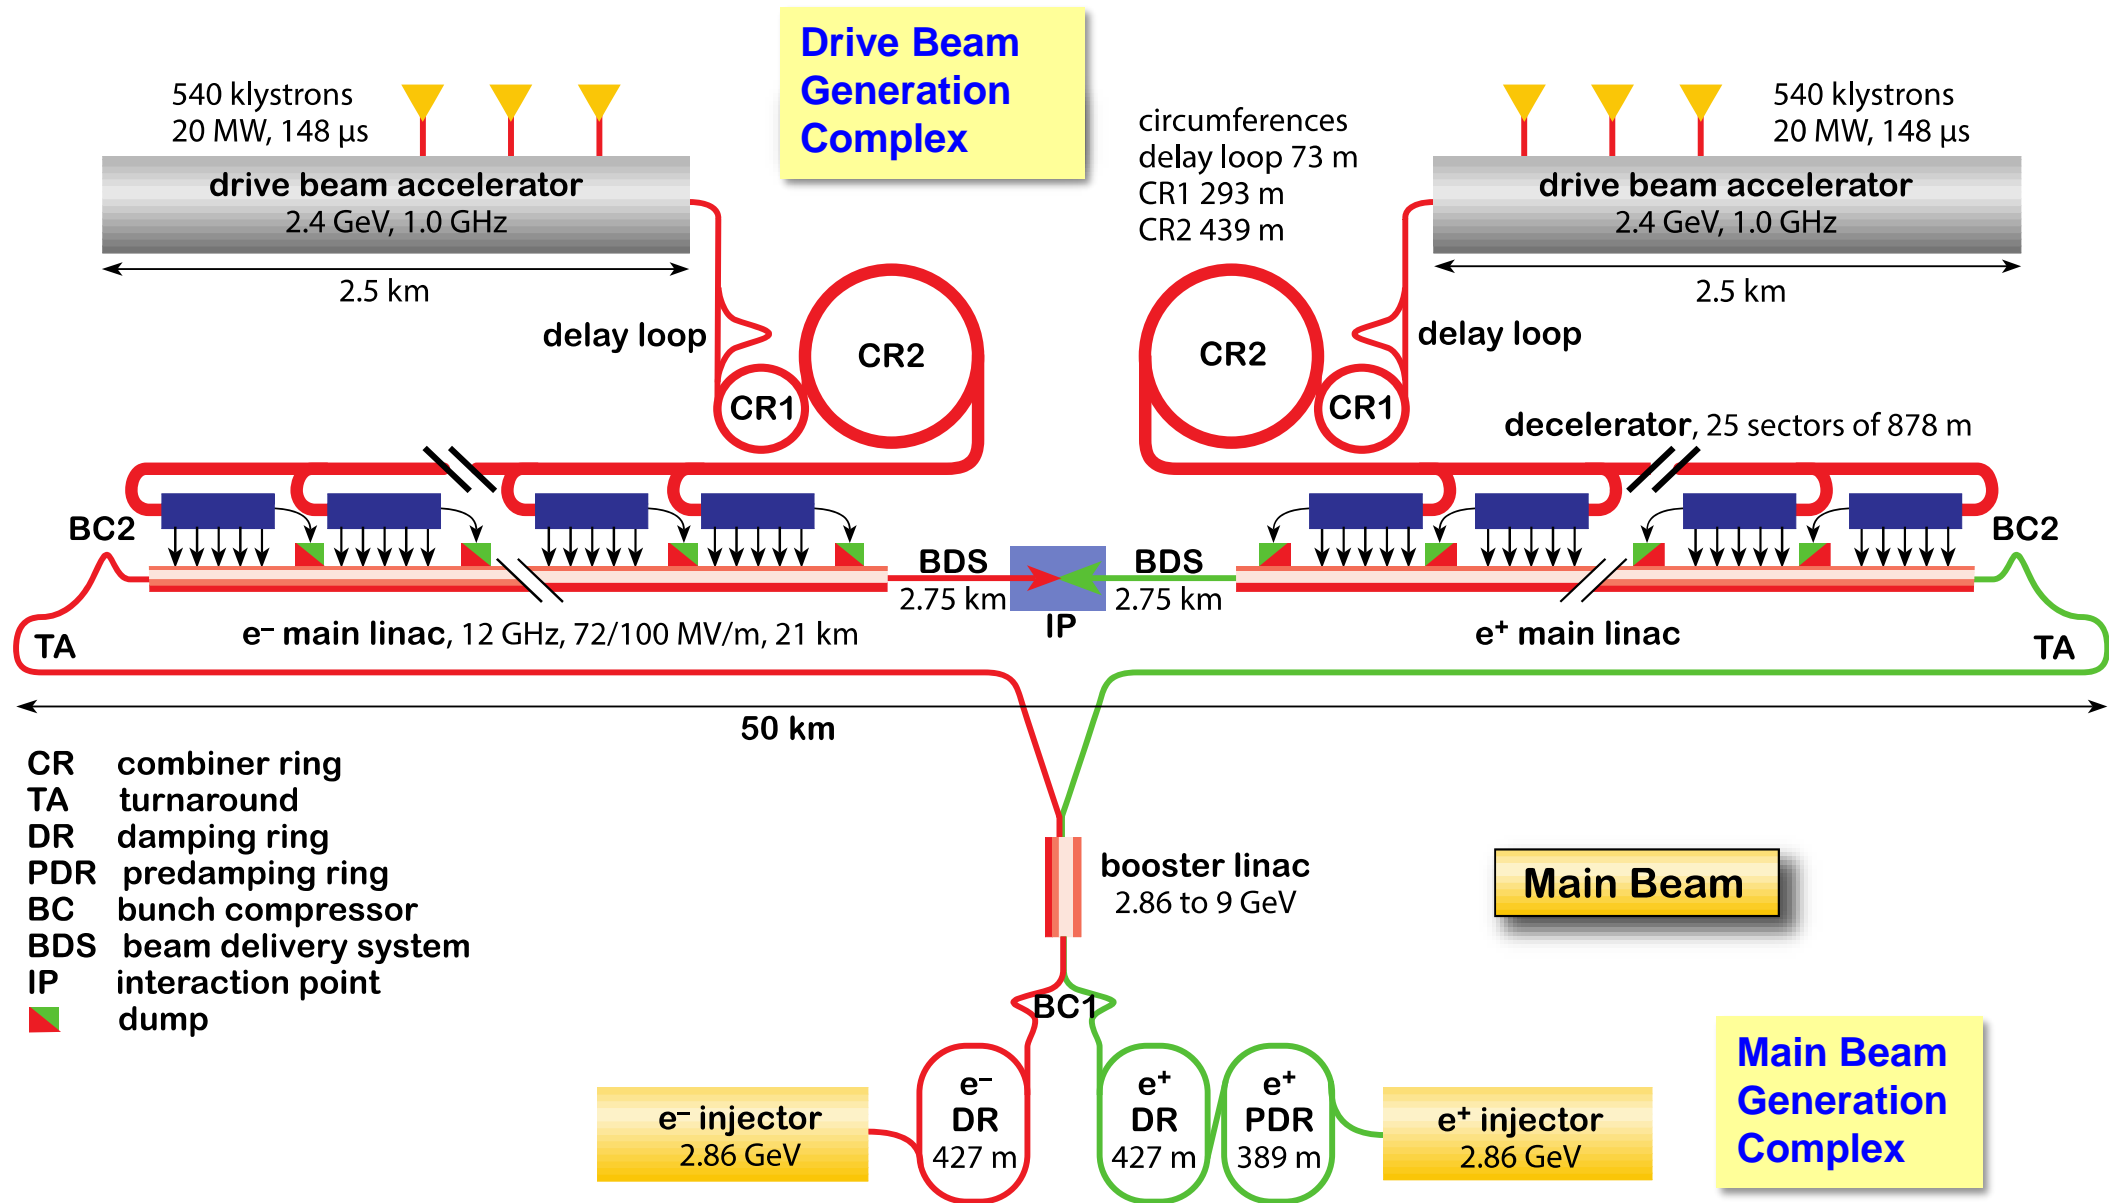 Drive Beam
Generation
Complex
540 klystrons
20 MW, 148 µs
drive beam accelerator
2.4 GeV, 1.0 GHz
2.5 km
circumferences
delay loop 73 m
CR1 293 m
CR2 439 m
540 klystrons
20 MW, 148 µs
drive beam accelerator
2.4 GeV, 1.0 GHz
2.5 km
delay loop
CR1
CR2
CR2
CR1
delay loop
decelerator, 25 sectors of 878 m
BC2
BDS
2.75 km
IP
BDS
2.75 km
BC2
TA
e– main linac, 12 GHz, 72/100 MV/m, 21 km
e+ main linac
TA
50 km
CR combiner ring
TA turnaround
DR damping ring
PDR predamping ring
BC bunch compressor
BDS beam delivery system
IP interaction point
dump
booster linac
2.86 to 9 GeV
Main Beam
BC1
e– injector
2.86 GeV
e–
DR
427 m
e+
DR
427 m
e+
PDR
389 m
e+ injector
2.86 GeV
Main Beam
Generation
Complex